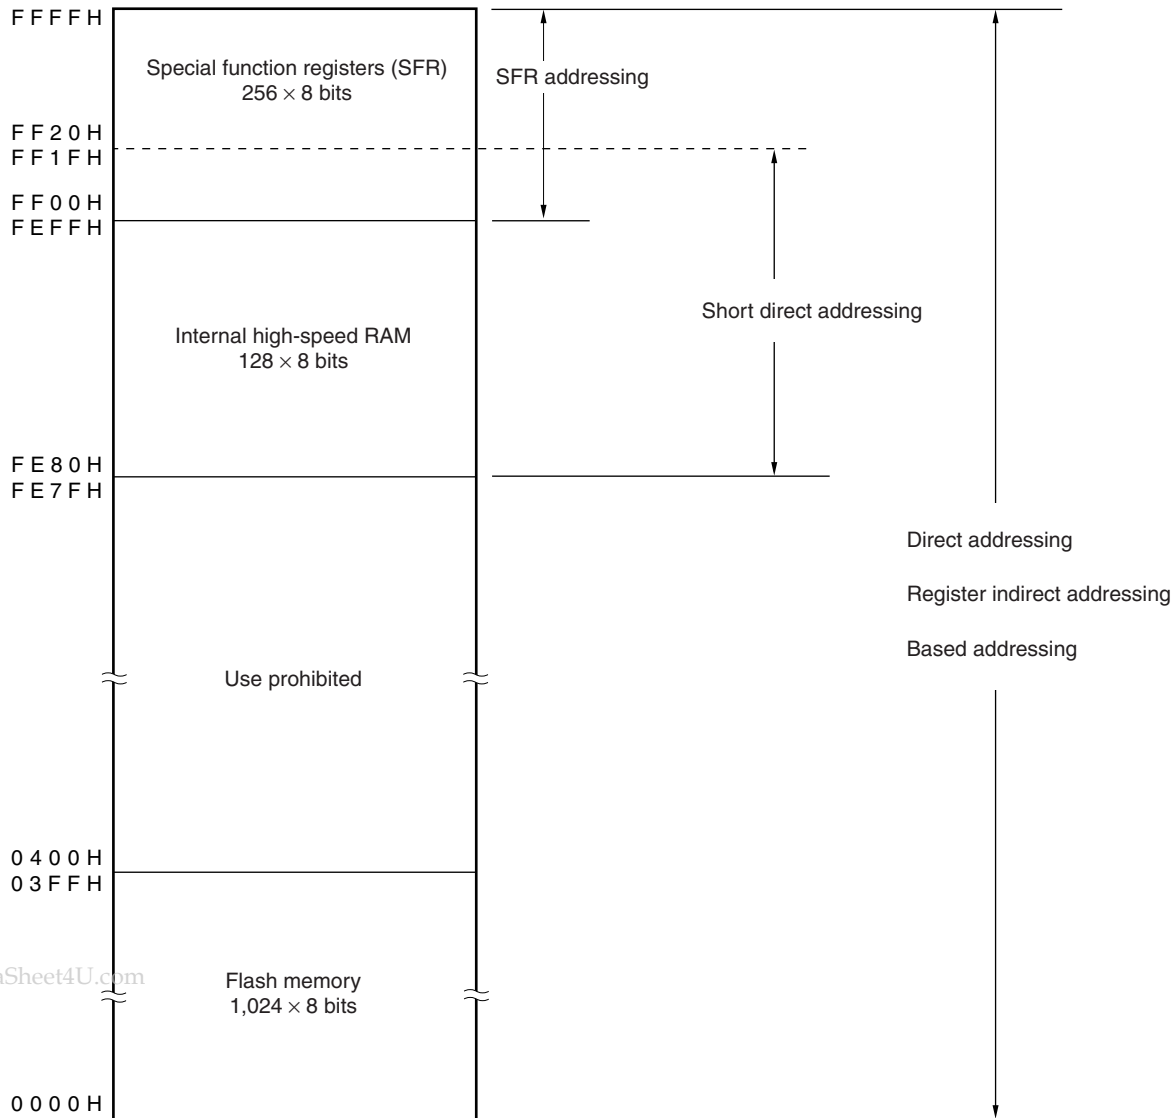 FFFFH
Special function registers (SFR)
256 × 8 bits
SFR addressing
FF20H
FF1FH
FF00H
FEFFH
Short direct addressing
Internal high-speed RAM
128 × 8 bits
FE80H
FE7FH
Direct addressing
Register indirect addressing
Based addressing
Use prohibited
0400H
03FFH
aSheet4U.com
Flash memory
1,024 × 8 bits
0000H